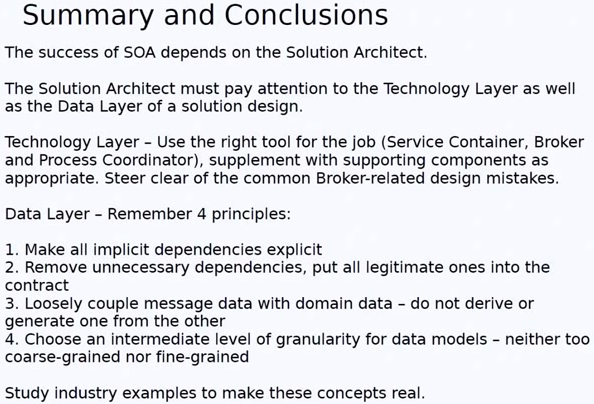 Summary and Conclusions
The success of SOA depends on the Solution Architect.
The Solution Architect must pay attention to the Technology Layer as well
as the Data Layer of a solution design.
Technology Layer – Use the right tool for the job (Service Container, Broker
and Process Coordinator), supplement with supporting components as
appropriate. Steer clear of the common Broker-related design mistakes.
Data Layer – Remember 4 principles:
1. Make all implicit dependencies explicit
2. Remove unnecessary dependencies, put all legitimate ones into the
contract
3. Loosely couple message data with domain data – do not derive or
generate one from the other
4. Choose an intermediate level of granularity for data models – neither too
coarse-grained nor fine-grained
Study industry examples to make these concepts real.